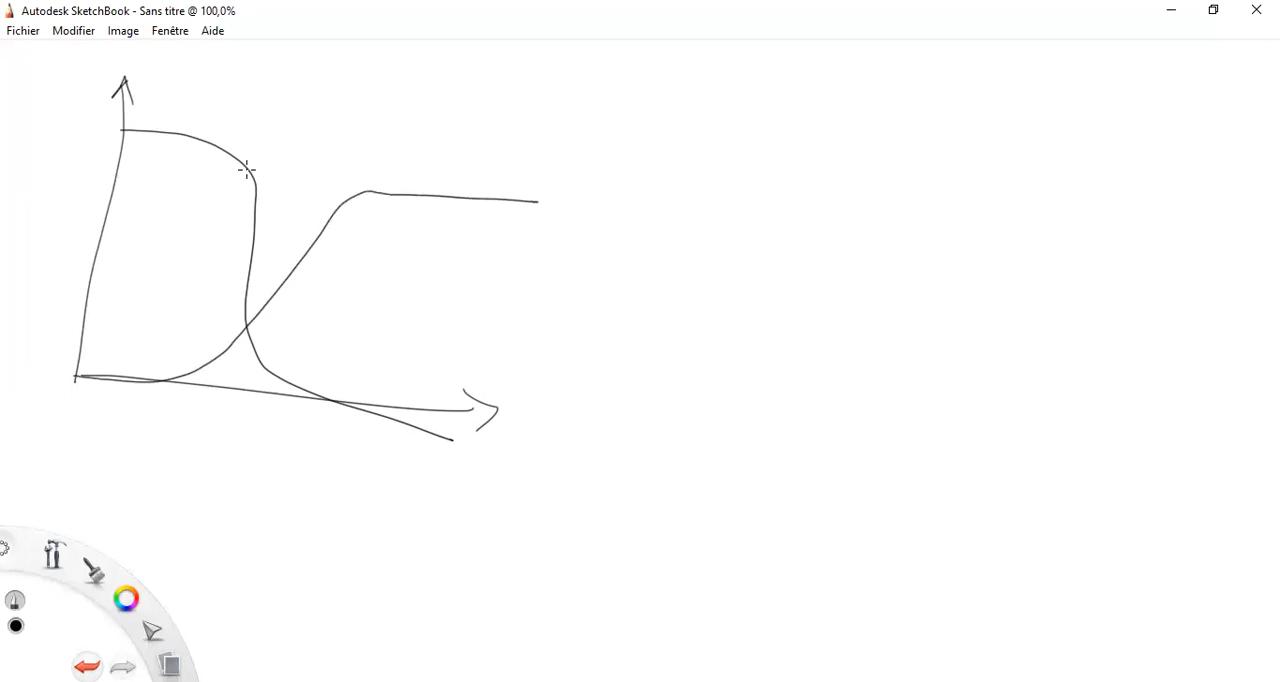 Autodesk SketchBook - Sans titre @ 100,0%
Fichier Modifier Image Fenêtre Aide